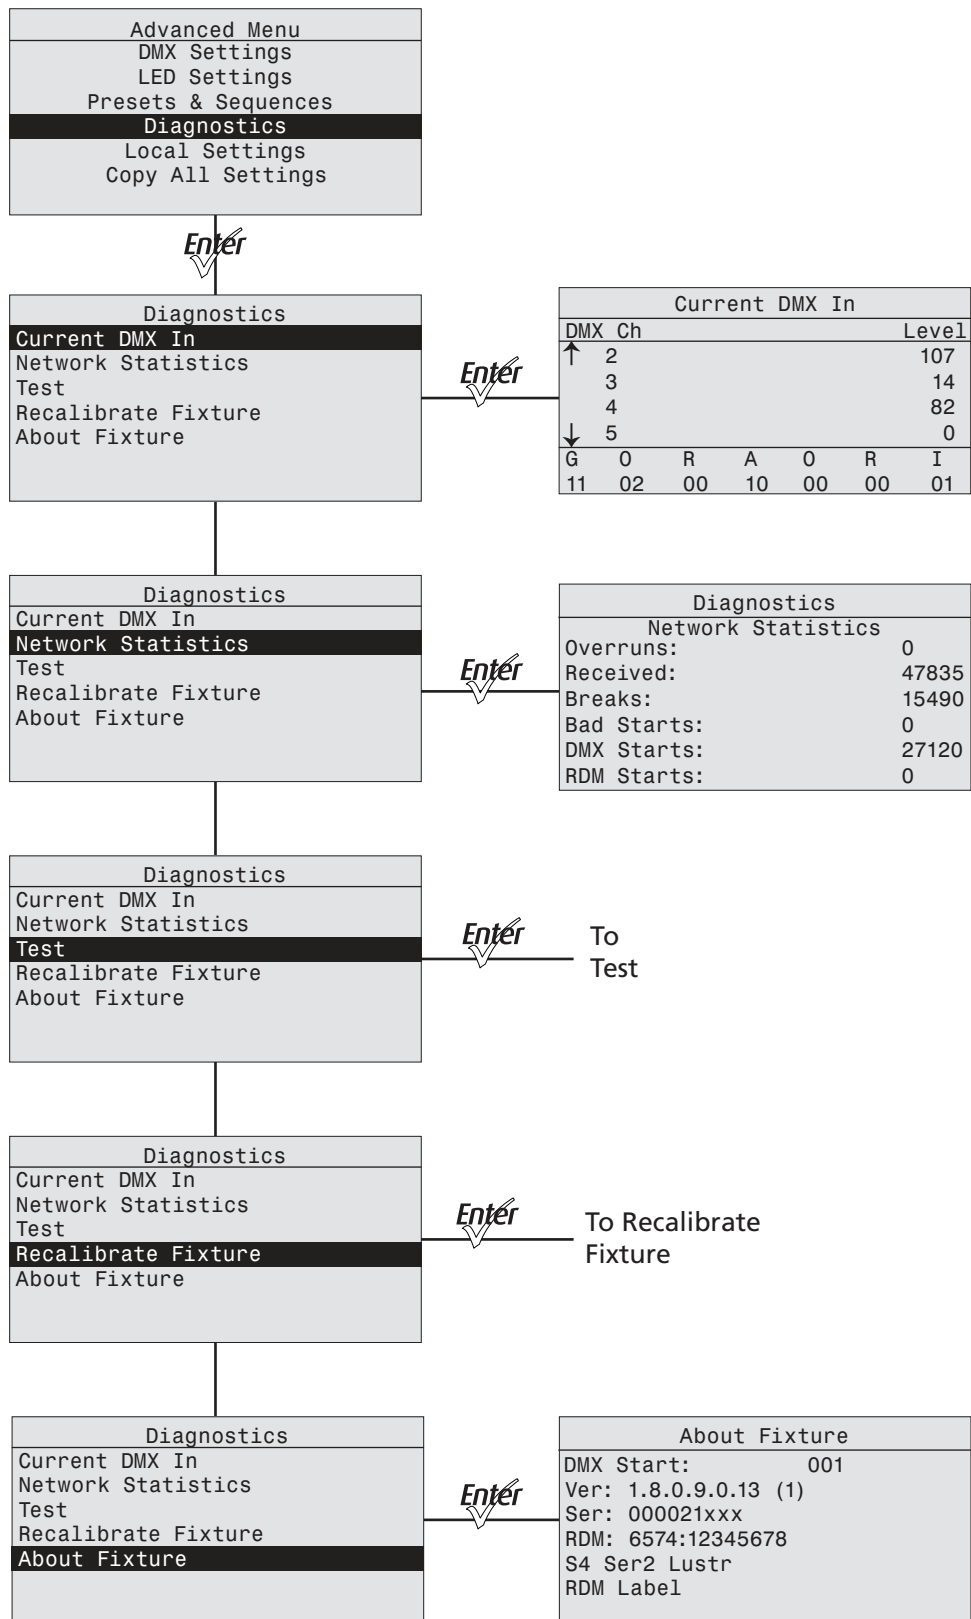 Advanced Menu
DMX Settings
LED Settings
Presets & Sequences
Diagnostics
Local Settings
Copy All Settings
Enter
Diagnostics
Current DMX In
Network Statistics
Test
Recalibrate Fixture
About Fixture
Enter
Current DMX In
DMX Ch Level
↑ 2 107
3 14
4 82
↓ 5 0
G O R A O R I
11 02 00 10 00 00 01
Diagnostics
Current DMX In
Network Statistics
Test
Recalibrate Fixture
About Fixture
Enter
Diagnostics
Network Statistics
Overruns: 0
Received: 47835
Breaks: 15490
Bad Starts: 0
DMX Starts: 27120
RDM Starts: 0
Diagnostics
Current DMX In
Network Statistics
Test
Recalibrate Fixture
About Fixture
Enter
To
Test
Diagnostics
Current DMX In
Network Statistics
Test
Recalibrate Fixture
About Fixture
Enter
To Recalibrate
Fixture
Diagnostics
Current DMX In
Network Statistics
Test
Recalibrate Fixture
About Fixture
Enter
About Fixture
DMX Start: 001
Ver: 1.8.0.9.0.13 (1)
Ser: 000021xxx
RDM: 6574:12345678
S4 Ser2 Lustr
RDM Label